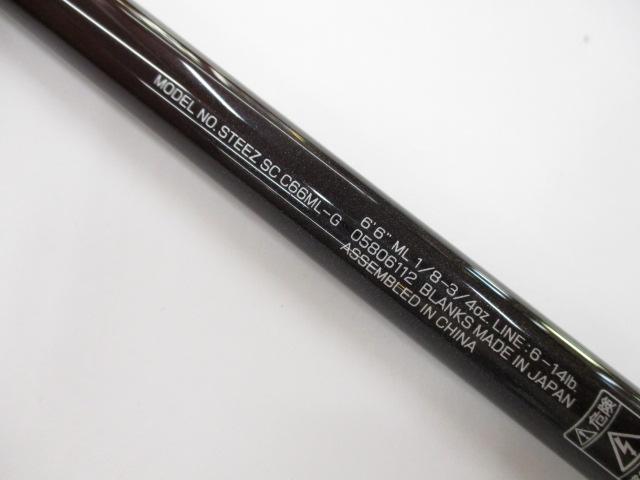 MODEL NO. STEEZ SC C66ML-G
6'6" ML 1/8-3/4oz. LINE : 6-14lb.
05806112 BLANKS MADE IN JAPAN
ASSEMBLED IN CHINA
⚠危険